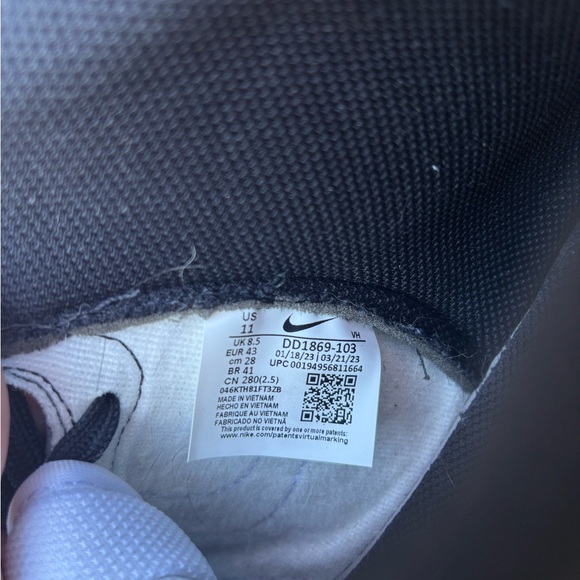 US
11
UK 8.5
EUR 43
cm 28
BR 41
CN 280(2.5)
VH
DD1869-103
01/18/23 | 03/21/23
UPC 00194956811664
046KTH81FT3ZB
MADE IN VIETNAM
HECHO EN VIETNAM
FABRIQUE AU VIETNAM
FABRICADO NO VIETNÃ
This product is covered by one or more patents. See
www.nike.com/patentsvirtualmarking